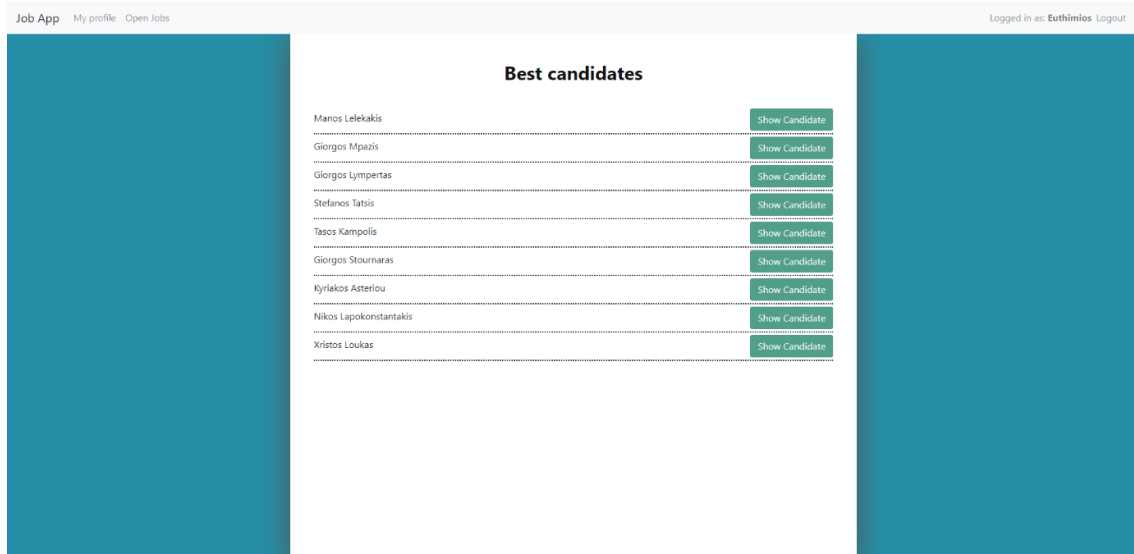 Job App My profile Open Jobs Logged in as: Euthimios Logout
Best candidates
Manos Lelekakis Show Candidate
Giorgos Mpazis Show Candidate
Giorgos Lympertas Show Candidate
Stefanos Tatsis Show Candidate
Tasos Kampolis Show Candidate
Giorgos Stournaras Show Candidate
Kyriakos Asteriou Show Candidate
Nikos Lapokonstantakis Show Candidate
Xristos Loukas Show Candidate